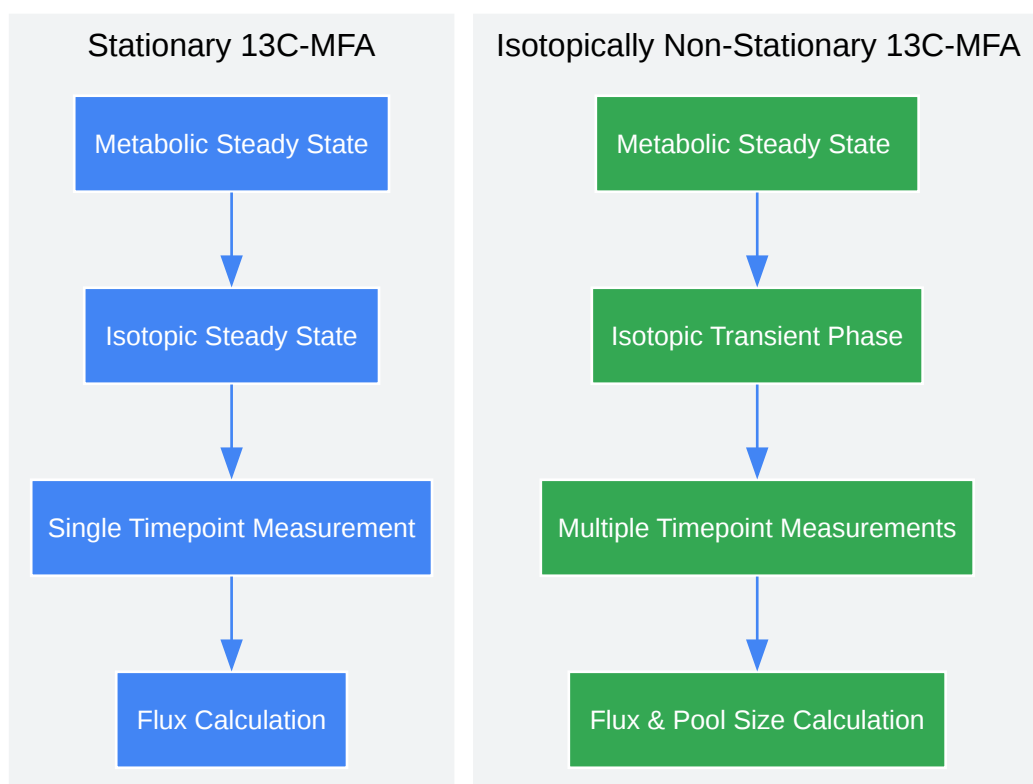 Stationary 13C-MFA
Metabolic Steady State
Isotopic Steady State
Single Timepoint Measurement
Flux Calculation
Isotopically Non-Stationary 13C-MFA
Metabolic Steady State
Isotopic Transient Phase
Multiple Timepoint Measurements
Flux & Pool Size Calculation